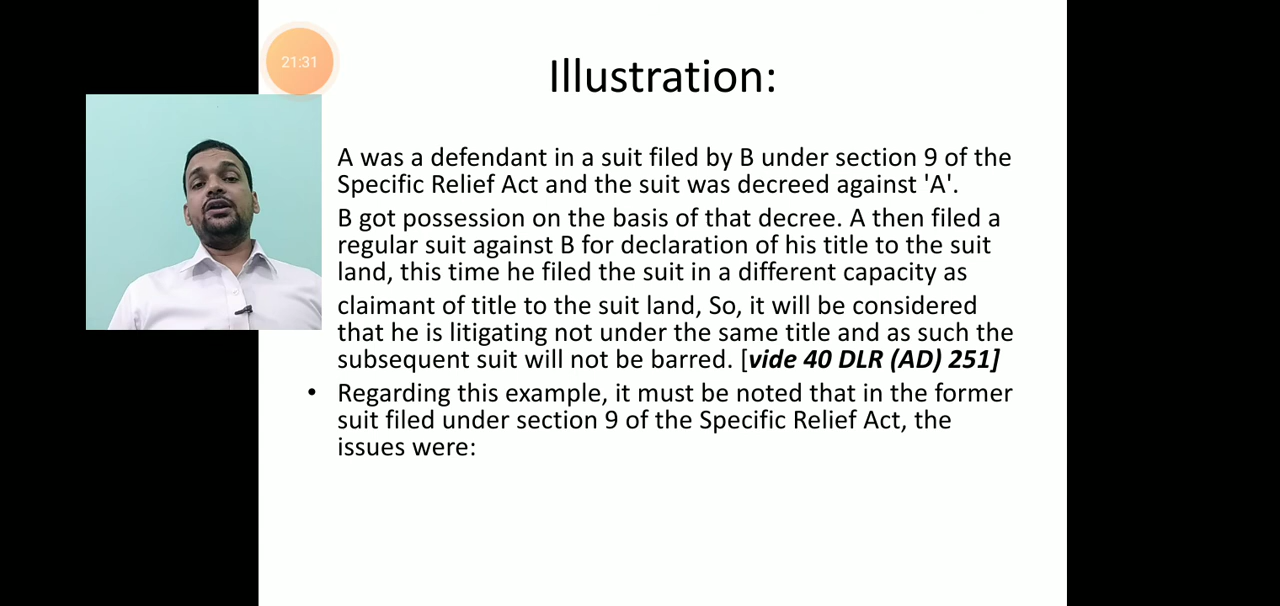 21:31
Illustration:
A was a defendant in a suit filed by B under section 9 of the
Specific Relief Act and the suit was decreed against 'A'.
B got possession on the basis of that decree. A then filed a
regular suit against B for declaration of his title to the suit
land, this time he filed the suit in a different capacity as
claimant of title to the suit land, So, it will be considered
that he is litigating not under the same title and as such the
subsequent suit will not be barred. [vide 40 DLR (AD) 251]
• Regarding this example, it must be noted that in the former
suit filed under section 9 of the Specific Relief Act, the
issues were: